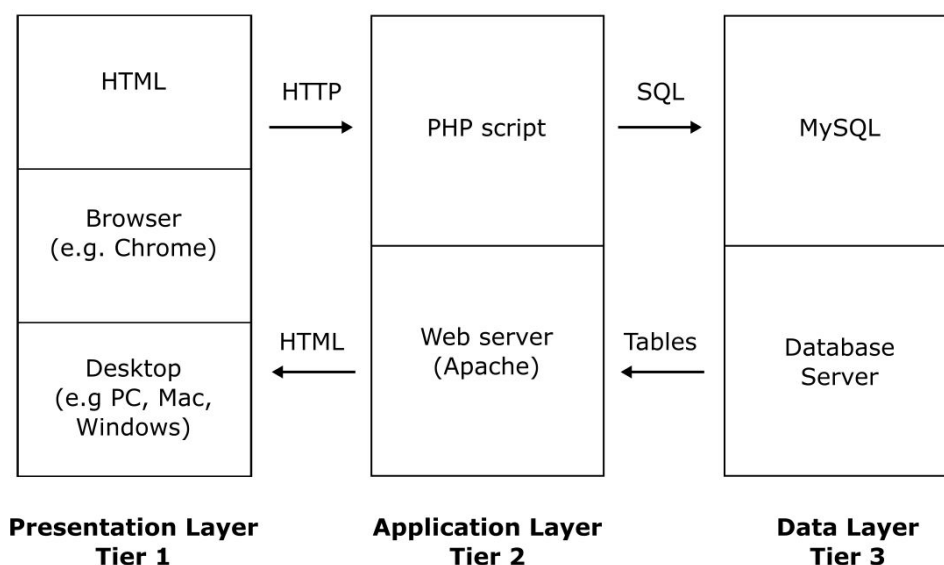 HTML
Browser
(e.g. Chrome)
Desktop
(e.g PC, Mac,
Windows)
HTTP
HTML
PHP script
Web server
(Apache)
SQL
Tables
MySQL
Database
Server
Presentation Layer
Tier 1
Application Layer
Tier 2
Data Layer
Tier 3